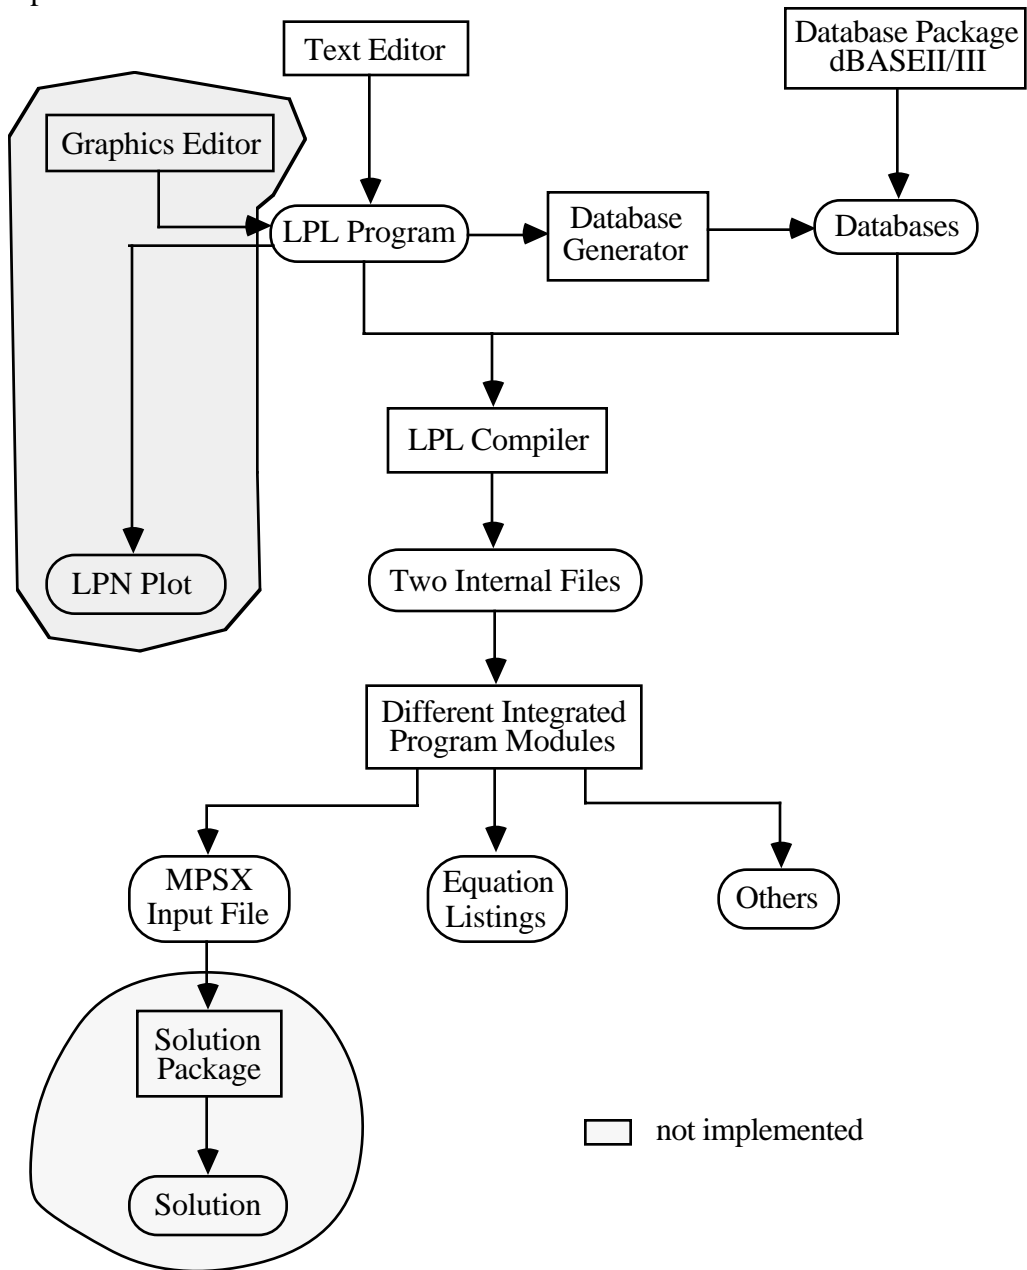 Text Editor
Database Package
dBASEII/III
Graphics Editor
LPL Program
Database
Generator
Databases
LPL Compiler
LPN Plot
Two Internal Files
Different Integrated
Program Modules
MPSX
Input File
Equation
Listings
Others
Solution
Package
not implemented
Solution